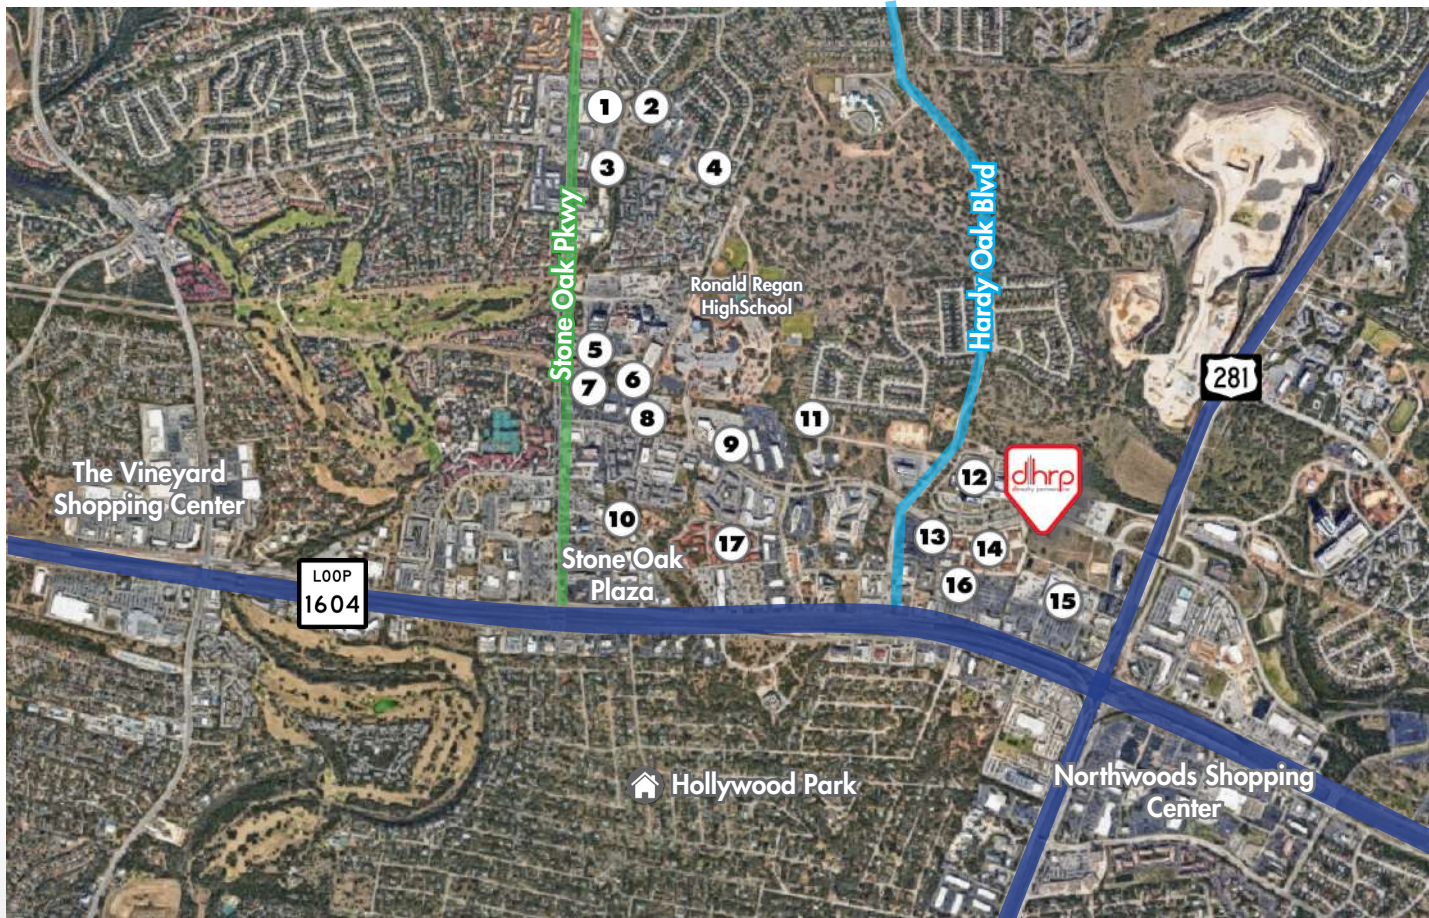 1
2
3
4
Stone Oak Pkwy
Hardy Oak Blvd
Ronald Regan
HighSchool
5
6
7
8
9
11
281
The Vineyard
Shopping Center
12
dhrp
10
13
14
17
Stone Oak
Plaza
16
15
LOOP
1604
Hollywood Park
Northwoods Shopping
Center